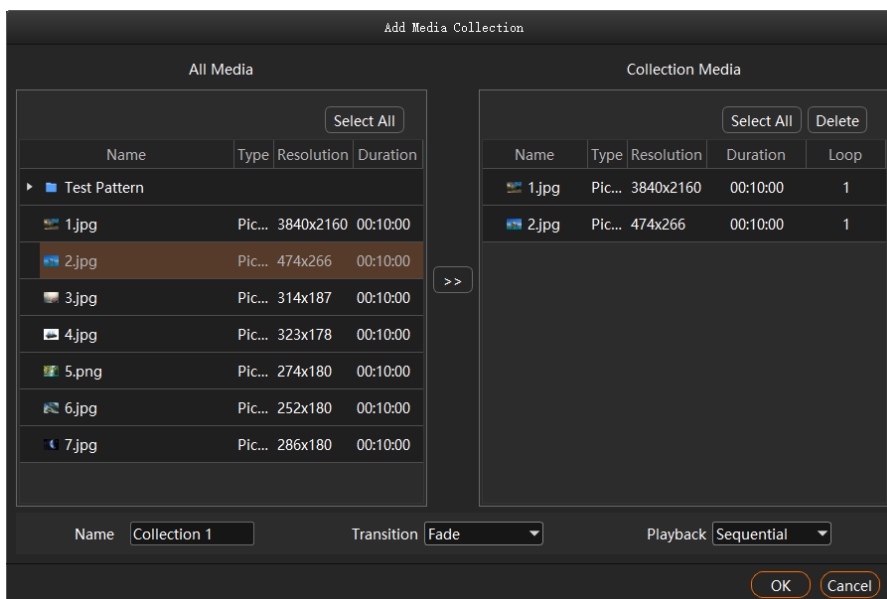 Add Media Collection
All Media
Collection Media
Select All
Select All Delete
Name Type Resolution Duration
Name Type Resolution Duration Loop
Test Pattern
1.jpg Pic... 3840x2160 00:10:00
1.jpg Pic... 3840x2160 00:10:00 1
2.jpg Pic... 474x266 00:10:00
2.jpg Pic... 474x266 00:10:00 1
>>
3.jpg Pic... 314x187 00:10:00
4.jpg Pic... 323x178 00:10:00
5.png Pic... 274x180 00:10:00
6.jpg Pic... 252x180 00:10:00
7.jpg Pic... 286x180 00:10:00
Name Collection 1 Transition Fade Playback Sequential
OK Cancel